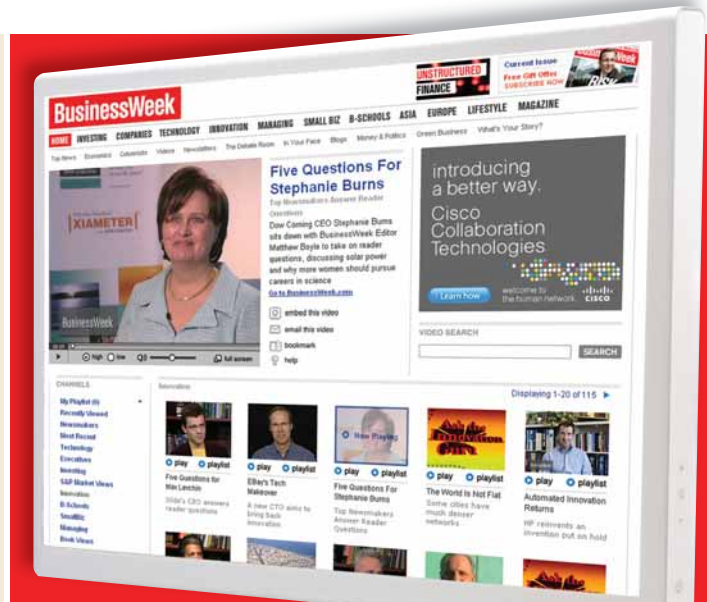 UNSTRUCTURED
FINANCE
Current Issue
Free Gift Offer
SUBSCRIBE NOW
RISK
BusinessWeek
HOME INVESTING COMPANIES TECHNOLOGY INNOVATION MANAGING SMALL BIZ B-SCHOOLS ASIA EUROPE LIFESTYLE MAGAZINE
Top News Economics Columnists Videos Newsletters The Debate Room In Your Face Blogs Money & Politics Green Business What's Your Story?
[XIAMETER]
BusinessWeek
high low full screen
Five Questions For
Stephanie Burns
Top Newsmakers Answer Reader
Questions
Dow Corning CEO Stephanie Burns
sits down with BusinessWeek Editor
Matthew Boyle to take on reader
questions, discussing solar power
and why more women should pursue
careers in science
Go to BusinessWeek.com
embed this video
email this video
bookmark
help
introducing
a better way.
Cisco
Collaboration
Technologies
Learn how
welcome to
the human network.
CISCO
VIDEO SEARCH
SEARCH
CHANNELS
My Playlist (0)
Recently Viewed
Newsmakers
Most Recent
Technology
Executives
Investing
S&P Market Views
Innovation
B-Schools
SmallBiz
Managing
Book Views
Innovation
Displaying 1-20 of 115
play playlist
Five Questions for
Max Levchin
Slide's CEO answers
reader questions
play playlist
EBay's Tech
Makeover
A new CTO aims to
bring back
innovation
Now Playing
play playlist
Five Questions For
Stephanie Burns
Top Newsmakers
Answer Reader
Questions
Ask the
Innovation
Guy
play playlist
The World Is Not Flat
Some cities have
much denser
networks
play playlist
Automated Innovation
Returns
HP reinvents an
invention put on hold